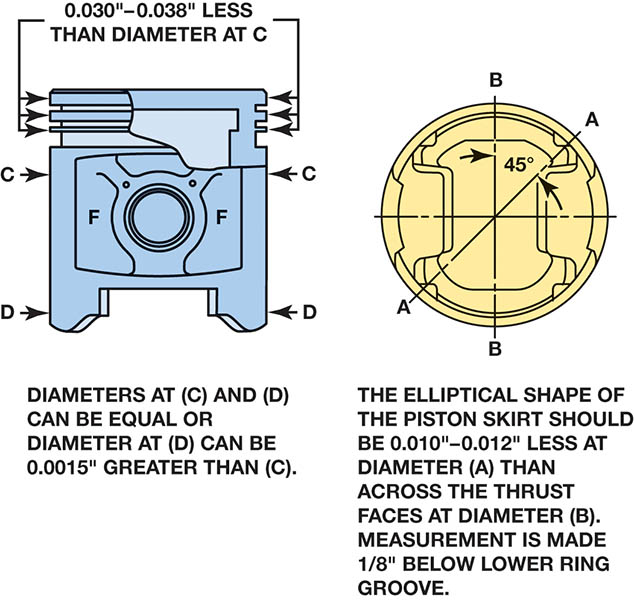 0.030"–0.038" LESS
THAN DIAMETER AT C
C
C
F
F
D
D
B
A
45°
A
B
DIAMETERS AT (C) AND (D)
CAN BE EQUAL OR
DIAMETER AT (D) CAN BE
0.0015" GREATER THAN (C).
THE ELLIPTICAL SHAPE OF
THE PISTON SKIRT SHOULD
BE 0.010"–0.012" LESS AT
DIAMETER (A) THAN
ACROSS THE THRUST
FACES AT DIAMETER (B).
MEASUREMENT IS MADE
1/8" BELOW LOWER RING
GROOVE.